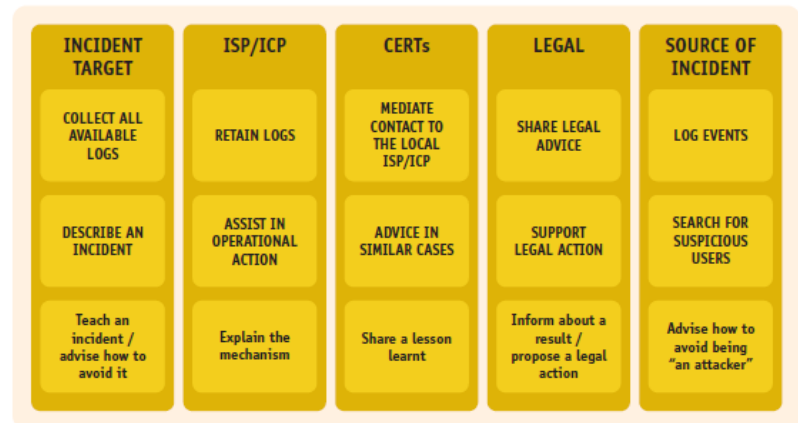 INCIDENT
TARGET
COLLECT ALL
AVAILABLE
LOGS
DESCRIBE AN
INCIDENT
Teach an
incident /
advise how to
avoid it
ISP/ICP
RETAIN LOGS
ASSIST IN
OPERATIONAL
ACTION
Explain the
mechanism
CERTs
MEDIATE
CONTACT TO
THE LOCAL
ISP/ICP
ADVICE IN
SIMILAR CASES
Share a lesson
learnt
LEGAL
SHARE LEGAL
ADVICE
SUPPORT
LEGAL ACTION
Inform about a
result /
propose a legal
action
SOURCE OF
INCIDENT
LOG EVENTS
SEARCH FOR
SUSPICIOUS
USERS
Advise how to
avoid being
“an attacker”